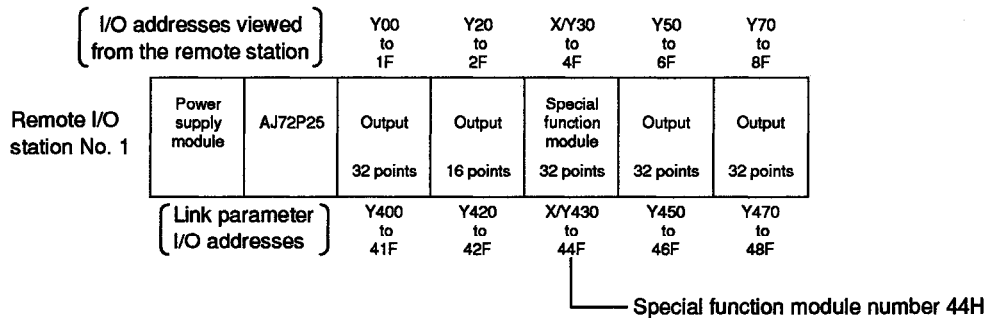 I/O addresses viewed
from the remote station
Y00
to
1F
Y20
to
2F
X/Y30
to
4F
Y50
to
6F
Y70
to
8F
Remote I/O
station No. 1
Power
supply
module
AJ72P25
Output
32 points
Output
16 points
Special
function
module
32 points
Output
32 points
Output
32 points
Link parameter
I/O addresses
Y400
to
41F
Y420
to
42F
X/Y430
to
44F
Y450
to
46F
Y470
to
48F
Special function module number 44H